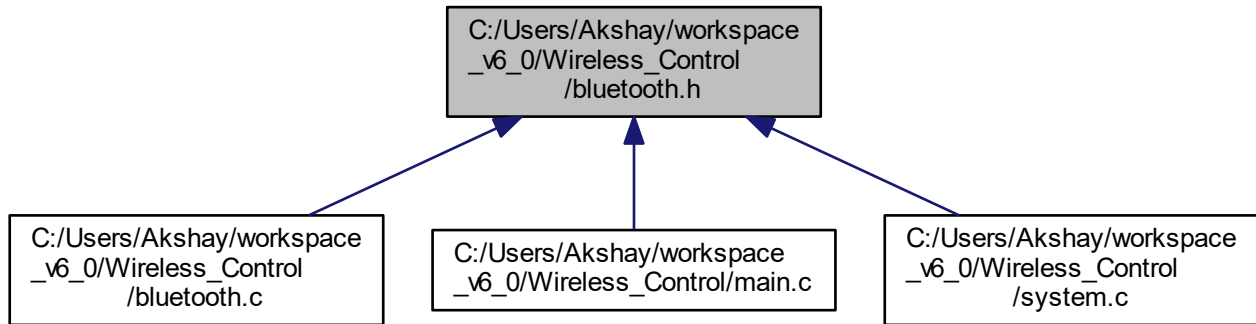 C:/Users/Akshay/workspace
_v6_0/Wireless_Control
/bluetooth.h
C:/Users/Akshay/workspace
_v6_0/Wireless_Control
/bluetooth.c
C:/Users/Akshay/workspace
_v6_0/Wireless_Control/main.c
C:/Users/Akshay/workspace
_v6_0/Wireless_Control
/system.c